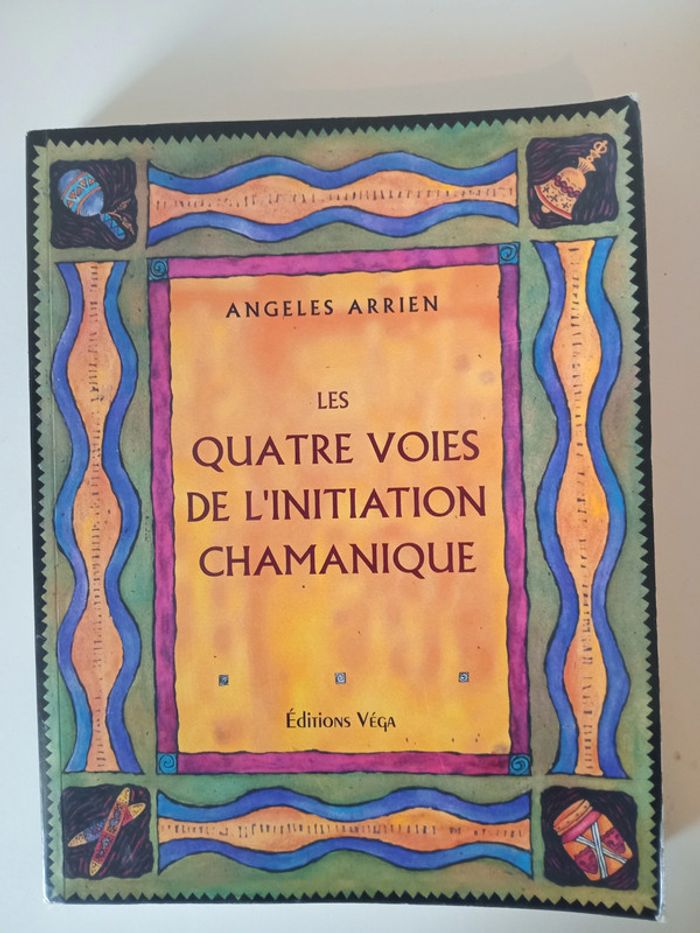 ANGELES ARRIEN
LES
QUATRE VOIES
DE L'INITIATION
CHAMANIQUE
ÉDITIONS VÉGA